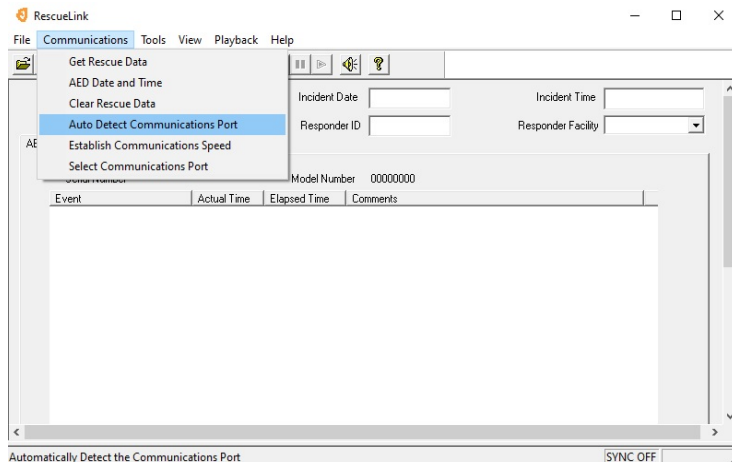 RescueLink
File Communications Tools View Playback Help
Get Rescue Data
AED Date and Time
Clear Rescue Data
Auto Detect Communications Port
Establish Communications Speed
Select Communications Port
Incident Date
Incident Time
Responder ID
Responder Facility
Model Number 00000000
Event Actual Time Elapsed Time Comments
Automatically Detect the Communications Port SYNC OFF